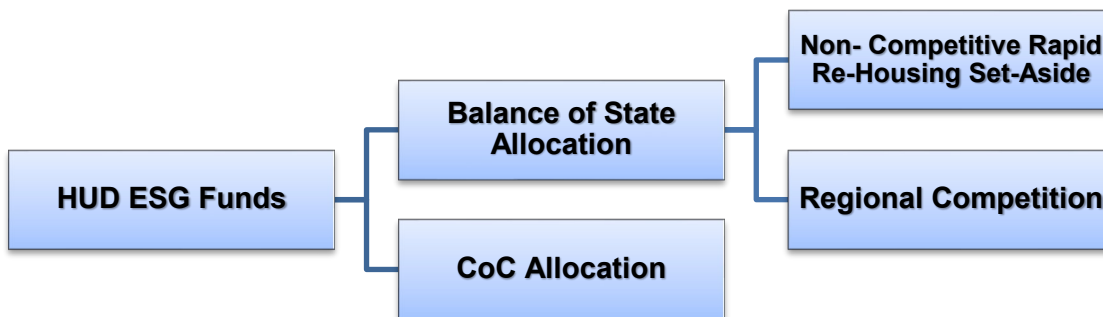 HUD ESG Funds
Balance of State
Allocation
CoC Allocation
Non- Competitive Rapid
Re-Housing Set-Aside
Regional Competition